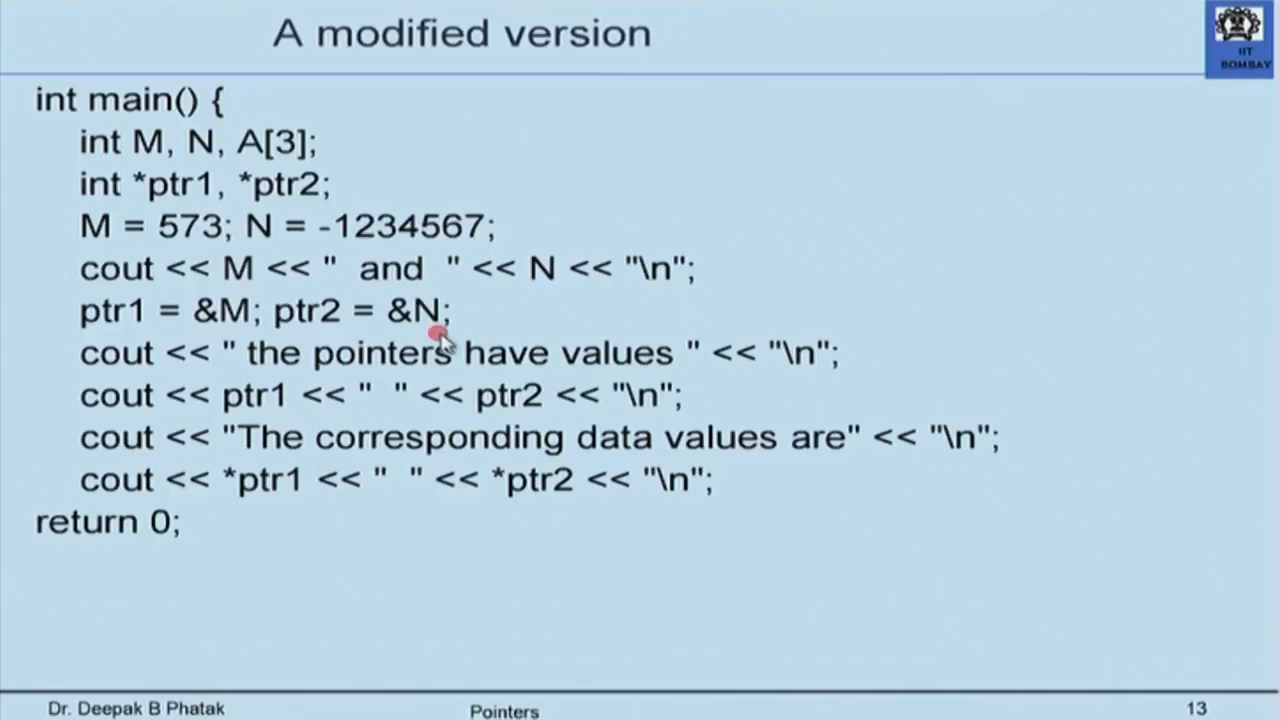 A modified version
IIT
BOMBAY
int main() {
int M, N, A[3];
int *ptr1, *ptr2;
M = 573; N = -1234567;
cout << M << "  and  " << N << "\n";
ptr1 = &M; ptr2 = &N;
cout << " the pointers have values " << "\n";
cout << ptr1 << "  " << ptr2 << "\n";
cout << "The corresponding data values are" << "\n";
cout << *ptr1 << "  " << *ptr2 << "\n";
return 0;
Dr. Deepak B Phatak
Pointers
13